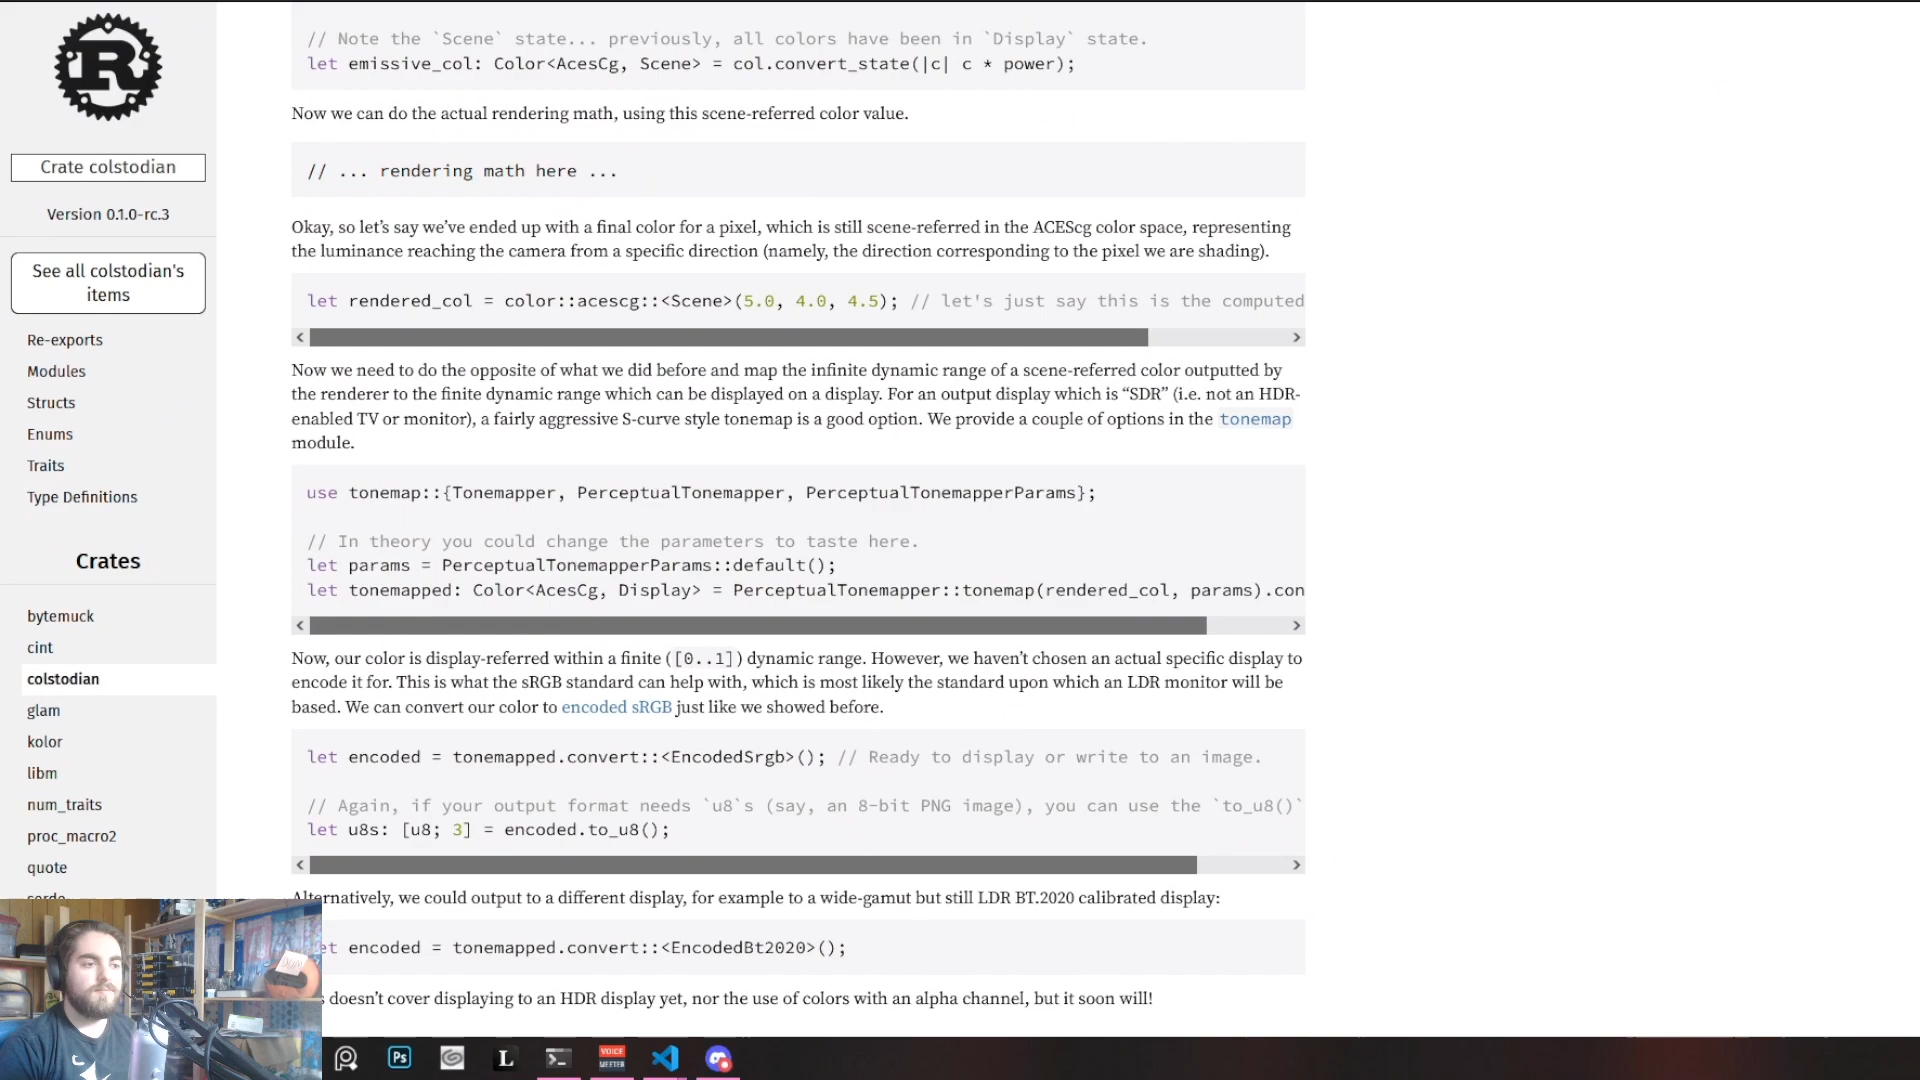 // Note the `Scene` state... previously, all colors have been in `Display` state.
let emissive_col: Color<AcesCg, Scene> = col.convert_state(|c| c * power);
Now we can do the actual rendering math, using this scene-referred color value.
// ... rendering math here ...
Okay, so let’s say we’ve ended up with a final color for a pixel, which is still scene-referred in the ACEScg color space, representing
the luminance reaching the camera from a specific direction (namely, the direction corresponding to the pixel we are shading).
let rendered_col = color::acescg::<Scene>(5.0, 4.0, 4.5); // let's just say this is the computed
Now we need to do the opposite of what we did before and map the infinite dynamic range of a scene-referred color outputted by
the renderer to the finite dynamic range which can be displayed on a display. For an output display which is “SDR” (i.e. not an HDR-
enabled TV or monitor), a fairly aggressive S-curve style tonemap is a good option. We provide a couple of options in the tonemap
module.
use tonemap::{Tonemapper, PerceptualTonemapper, PerceptualTonemapperParams};
// In theory you could change the parameters to taste here.
let params = PerceptualTonemapperParams::default();
let tonemapped: Color<AcesCg, Display> = PerceptualTonemapper::tonemap(rendered_col, params).con
Now, our color is display-referred within a finite ([0..1]) dynamic range. However, we haven’t chosen an actual specific display to
encode it for. This is what the sRGB standard can help with, which is most likely the standard upon which an LDR monitor will be
based. We can convert our color to encoded sRGB just like we showed before.
let encoded = tonemapped.convert::<EncodedSrgb>(); // Ready to display or write to an image.
// Again, if your output format needs `u8`s (say, an 8-bit PNG image), you can use the `to_u8()`
let u8s: [u8; 3] = encoded.to_u8();
Alternatively, we could output to a different display, for example to a wide-gamut but still LDR BT.2020 calibrated display:
et encoded = tonemapped.convert::<EncodedBt2020>();
s doesn’t cover displaying to an HDR display yet, nor the use of colors with an alpha channel, but it soon will!
R
Crate colstodian
Version 0.1.0-rc.3
See all colstodian's
items
Re-exports
Modules
Structs
Enums
Traits
Type Definitions
Crates
bytemuck
cint
colstodian
glam
kolor
libm
num_traits
proc_macro2
quote
serde
Ps
L
VOICE
MEETER